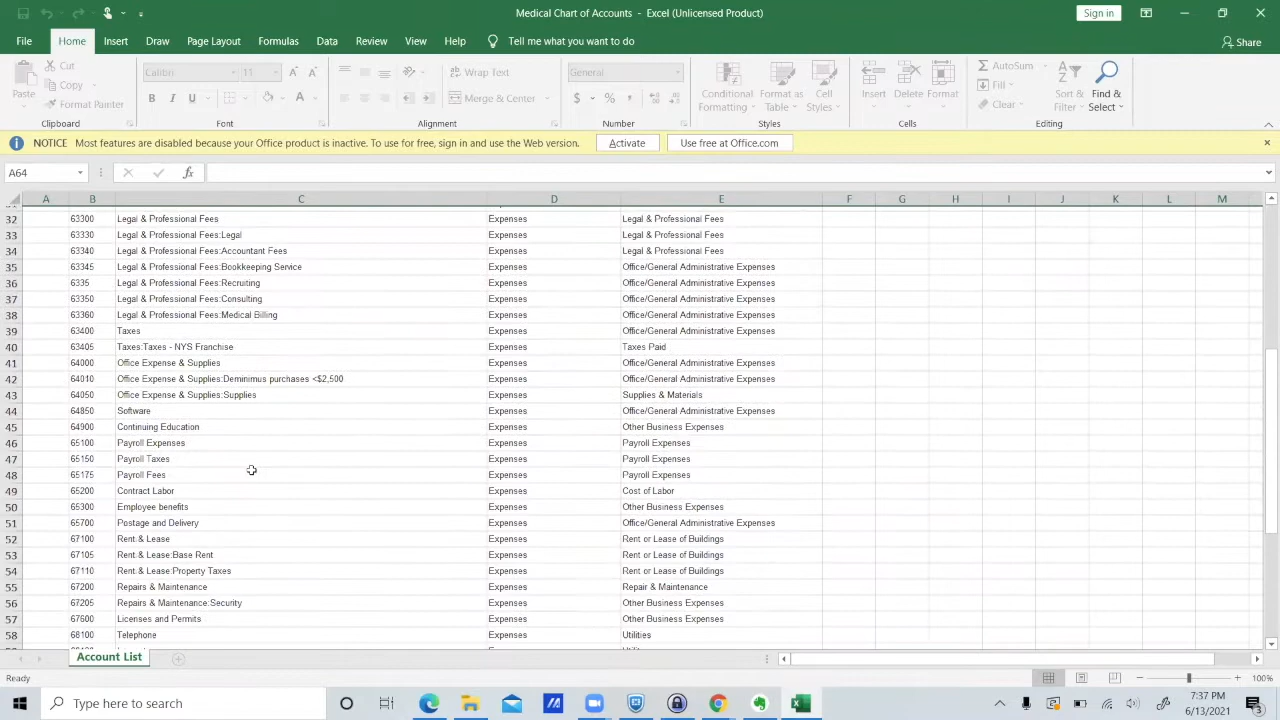 Medical Chart of Accounts - Excel (Unlicensed Product)
Sign in
File Home Insert Draw Page Layout Formulas Data Review View Help Tell me what you want to do Share
Paste Cut Copy Format Painter Clipboard
Calibri 11 B I U A Font
Wrap Text Merge & Center Alignment
General $ % , Number
Conditional Formatting Format as Table Cell Styles Styles
Insert Delete Format Cells
AutoSum Fill Clear Sort & Filter Find & Select Editing
NOTICE Most features are disabled because your Office product is inactive. To use for free, sign in and use the Web version. Activate Use free at Office.com
A64 fx
A B C D E F G H I J K L M
32 63300 Legal & Professional Fees Expenses Legal & Professional Fees
33 63330 Legal & Professional Fees:Legal Expenses Legal & Professional Fees
34 63340 Legal & Professional Fees:Accountant Fees Expenses Legal & Professional Fees
35 63345 Legal & Professional Fees:Bookkeeping Service Expenses Office/General Administrative Expenses
36 6335 Legal & Professional Fees:Recruiting Expenses Office/General Administrative Expenses
37 63350 Legal & Professional Fees:Consulting Expenses Office/General Administrative Expenses
38 63360 Legal & Professional Fees:Medical Billing Expenses Office/General Administrative Expenses
39 63400 Taxes Expenses Office/General Administrative Expenses
40 63405 Taxes:Taxes - NYS Franchise Expenses Taxes Paid
41 64000 Office Expense & Supplies Expenses Office/General Administrative Expenses
42 64010 Office Expense & Supplies:Deminimus purchases <$2,500 Expenses Office/General Administrative Expenses
43 64050 Office Expense & Supplies:Supplies Expenses Supplies & Materials
44 64850 Software Expenses Office/General Administrative Expenses
45 64900 Continuing Education Expenses Other Business Expenses
46 65100 Payroll Expenses Expenses Payroll Expenses
47 65150 Payroll Taxes Expenses Payroll Expenses
48 65175 Payroll Fees Expenses Payroll Expenses
49 65200 Contract Labor Expenses Cost of Labor
50 65300 Employee benefits Expenses Other Business Expenses
51 65700 Postage and Delivery Expenses Office/General Administrative Expenses
52 67100 Rent & Lease Expenses Rent or Lease of Buildings
53 67105 Rent & Lease:Base Rent Expenses Rent or Lease of Buildings
54 67110 Rent & Lease:Property Taxes Expenses Rent or Lease of Buildings
55 67200 Repairs & Maintenance Expenses Repair & Maintenance
56 67205 Repairs & Maintenance:Security Expenses Other Business Expenses
57 67600 Licenses and Permits Expenses Other Business Expenses
58 68100 Telephone Expenses Utilities
Account List
Ready 100%
Type here to search
7:37 PM
6/13/2021
3